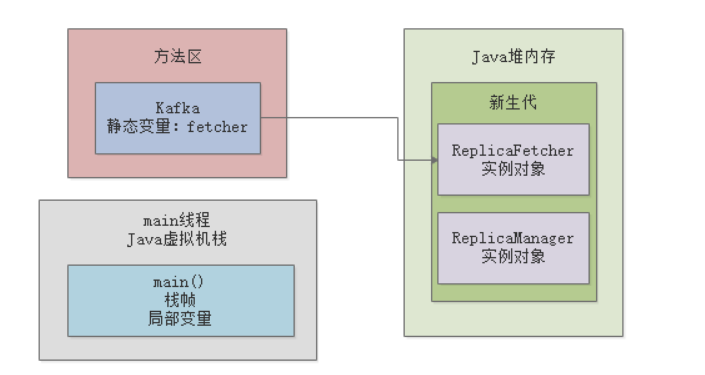 方法区
Kafka
静态变量：fetcher
main线程
Java虚拟机栈
main()
栈帧
局部变量
Java堆内存
新生代
ReplicaFetcher
实例对象
ReplicaManager
实例对象